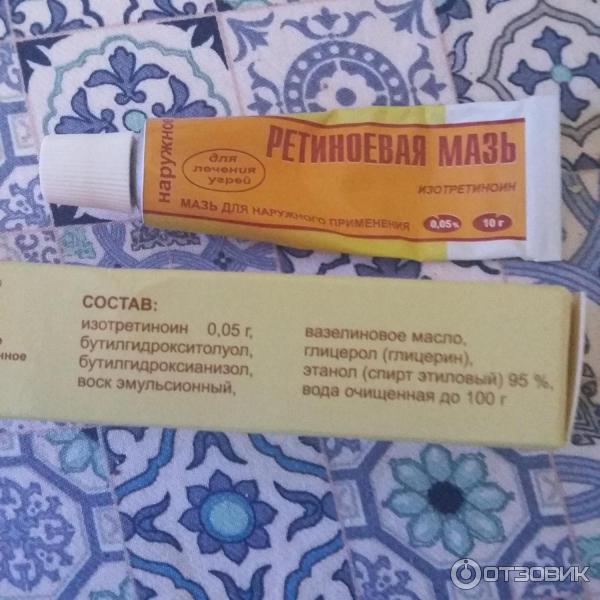 наружное
для
лечения
угрей
РЕТИНОЕВАЯ МАЗЬ
ИЗОТРЕТИНОИН
МАЗЬ ДЛЯ НАРУЖНОГО ПРИМЕНЕНИЯ 0,05% 10 г
СОСТАВ:
изотретиноин 0,05 г,
бутилгидрокситолуол,
бутилгидроксианизол,
воск эмульсионный,
вазелиновое масло,
глицерол (глицерин),
этанол (спирт этиловый) 95 %,
вода очищенная до 100 г
ОТЗОВИК